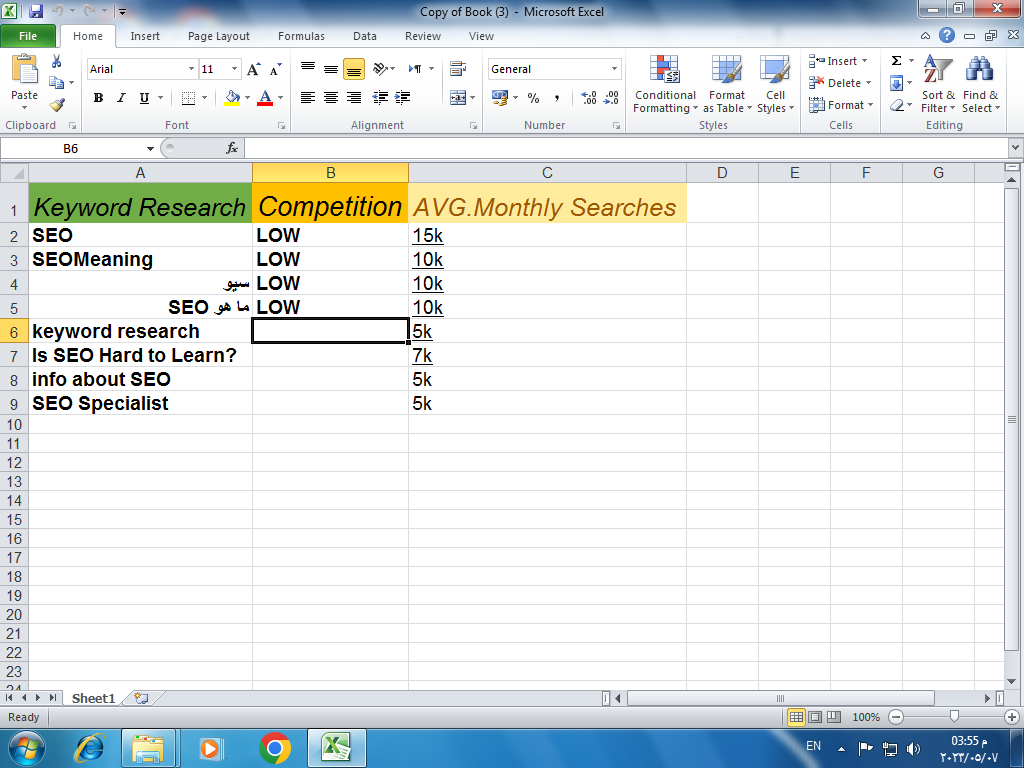 Copy of Book (3) - Microsoft Excel
File Home Insert Page Layout Formulas Data Review View
Paste
Clipboard
Arial 11
B I U
Font
Alignment
General
Number
Conditional Formatting
Format as Table
Cell Styles
Styles
Insert
Delete
Format
Cells
Sort & Filter
Find & Select
Editing
B6
fx
A B C D E F G
1 Keyword Research Competition AVG.Monthly Searches
2 SEO LOW 15k
3 SEOMeaning LOW 10k
4 سيو LOW 10k
5 ما هو SEO LOW 10k
6 keyword research 5k
7 Is SEO Hard to Learn? 7k
8 info about SEO 5k
9 SEO Specialist 5k
10
11
12
13
14
15
16
17
18
19
20
21
22
23
24
Sheet1
Ready
100%
EN
03:55 م
٢٠٢٣/٠٥/٠٧